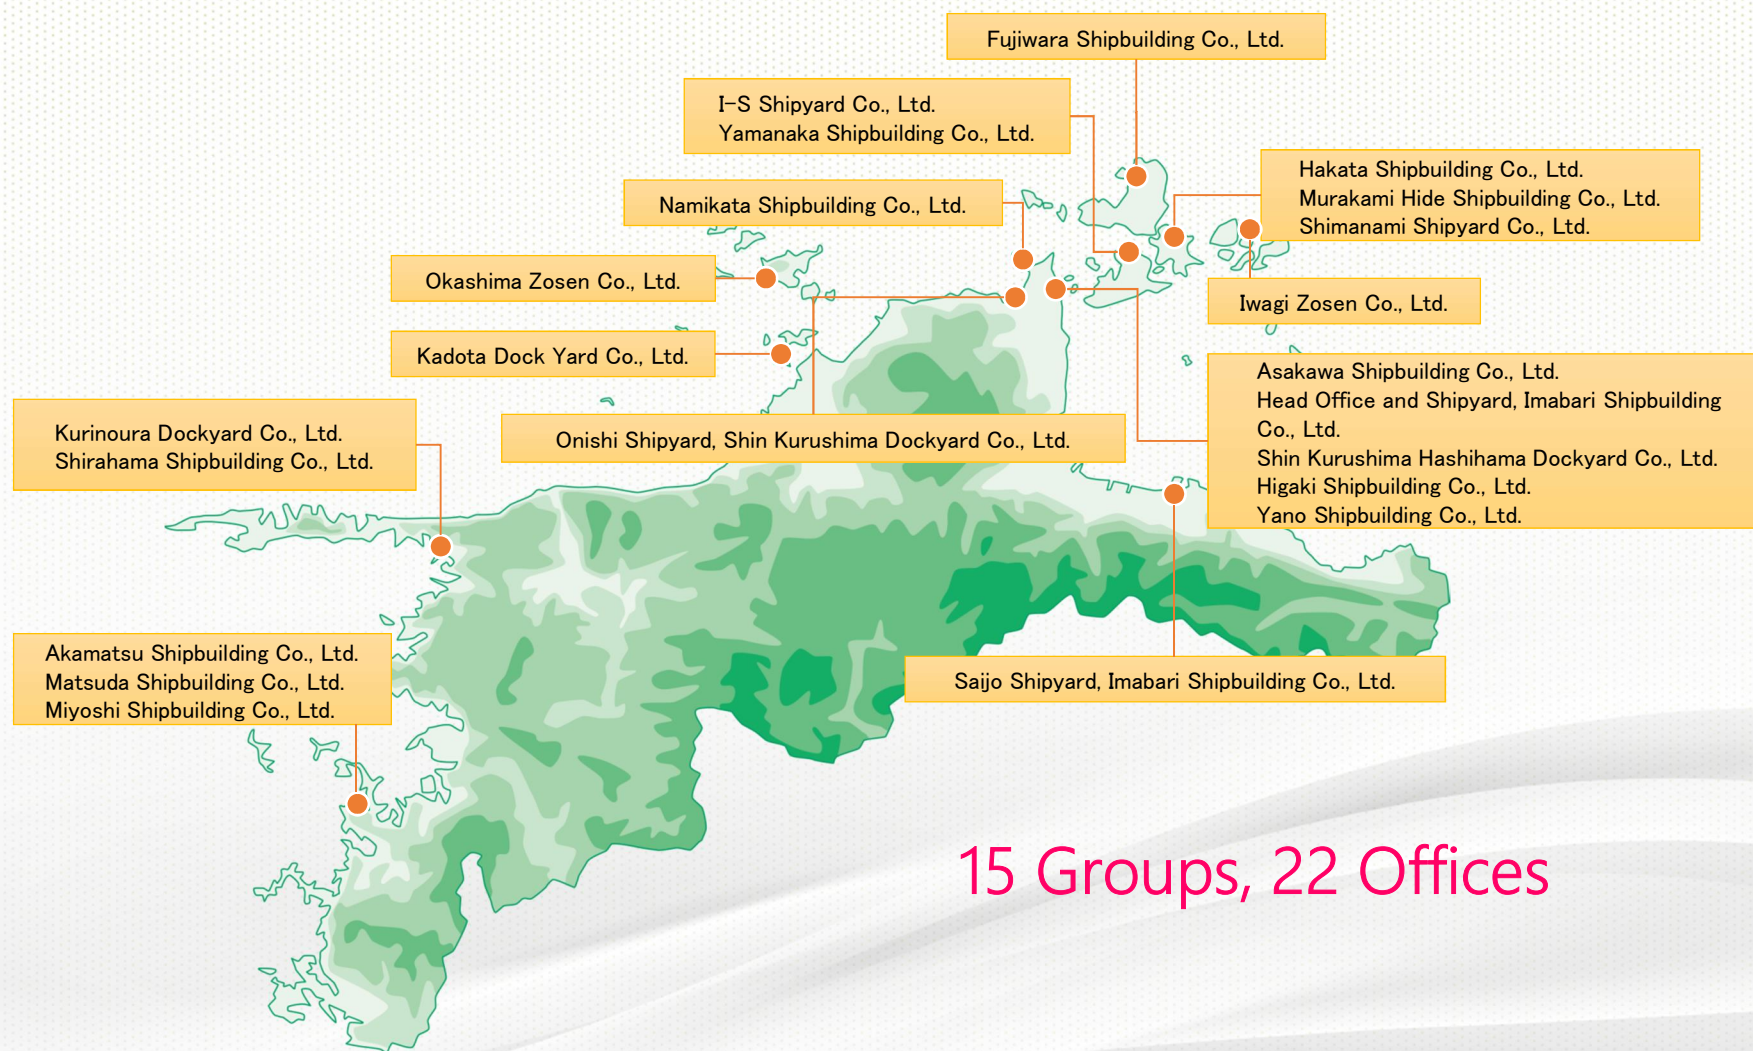 Fujiwara Shipbuilding Co., Ltd.
I-S Shipyard Co., Ltd.
Yamanaka Shipbuilding Co., Ltd.
Hakata Shipbuilding Co., Ltd.
Murakami Hide Shipbuilding Co., Ltd.
Shimanami Shipyard Co., Ltd.
Namikata Shipbuilding Co., Ltd.
Okashima Zosen Co., Ltd.
Iwagi Zosen Co., Ltd.
Kadota Dock Yard Co., Ltd.
Asakawa Shipbuilding Co., Ltd.
Head Office and Shipyard, Imabari Shipbuilding
Co., Ltd.
Shin Kurushima Hashihama Dockyard Co., Ltd.
Higaki Shipbuilding Co., Ltd.
Yano Shipbuilding Co., Ltd.
Kurinoura Dockyard Co., Ltd.
Shirahama Shipbuilding Co., Ltd.
Onishi Shipyard, Shin Kurushima Dockyard Co., Ltd.
Akamatsu Shipbuilding Co., Ltd.
Matsuda Shipbuilding Co., Ltd.
Miyoshi Shipbuilding Co., Ltd.
Saijo Shipyard, Imabari Shipbuilding Co., Ltd.
15 Groups, 22 Offices